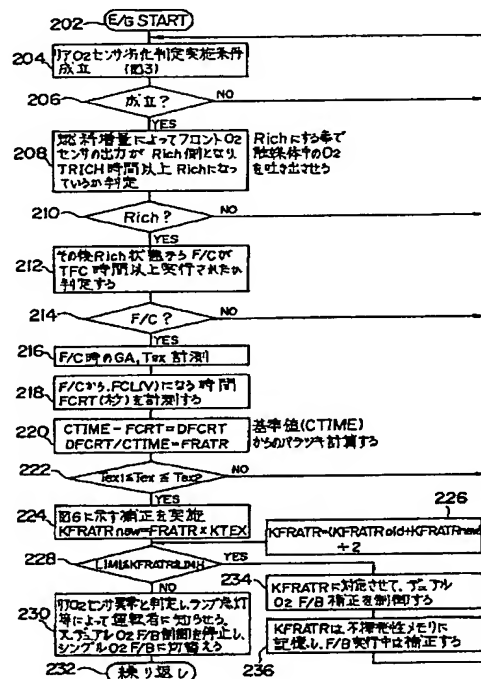 202
E/G START
204
リアO2センサ劣化判定実施条件
成立 (図3)
206
成立?
NO
YES
208
燃料増量によってフロントO2
センサの出力がRich側となり
TRICH時間以上Richになっ
ているか判定
Richにする事で
触媒体中のO2
を吐き出させる
210
Rich?
NO
YES
212
その後Rich状態からF/Cが
TFC時間以上実行されたか
判定する
214
F/C?
NO
YES
216
F/C時のGA,Tex計測
218
F/Cから,FCL(V)になる時間
FCRT(秒)を計測する
220
CTIME-FCRT=DFCRT
DFCRT/CTIME=FRATR
基準値(CTIME)
からのバラツキ計算する
222
Tex1≤Tex≤Tex2
NO
YES
224
図6に示す補正を実施
KFRATRnew=FRATR×KTEX
226
KFRATR=(KFRATRold+KFRATRnew)
÷2
228
LIML≤KFRATR≤LIMH
YES
NO
230
リアO2センサ異常と判定し,ランプ点灯
等によって運転者に知らせる,
又デュアルO2 F/B制御を停止し,
シングルO2 F/Bに切替える
234
KFRATRに対応させて,デュアル
O2 F/B補正を制御する
236
KFRATRは不揮発性メモリに
記憶し,F/B実行中は補正する
232
繰り返し